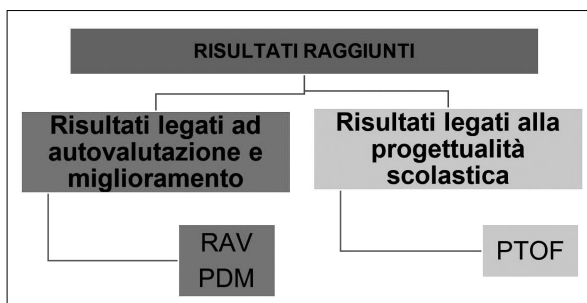 RISULTATI RAGGIUNTI
Risultati legati ad
autovalutazione e
miglioramento
Risultati legati alla
progettualità
scolastica
RAV
PDM
PTOF